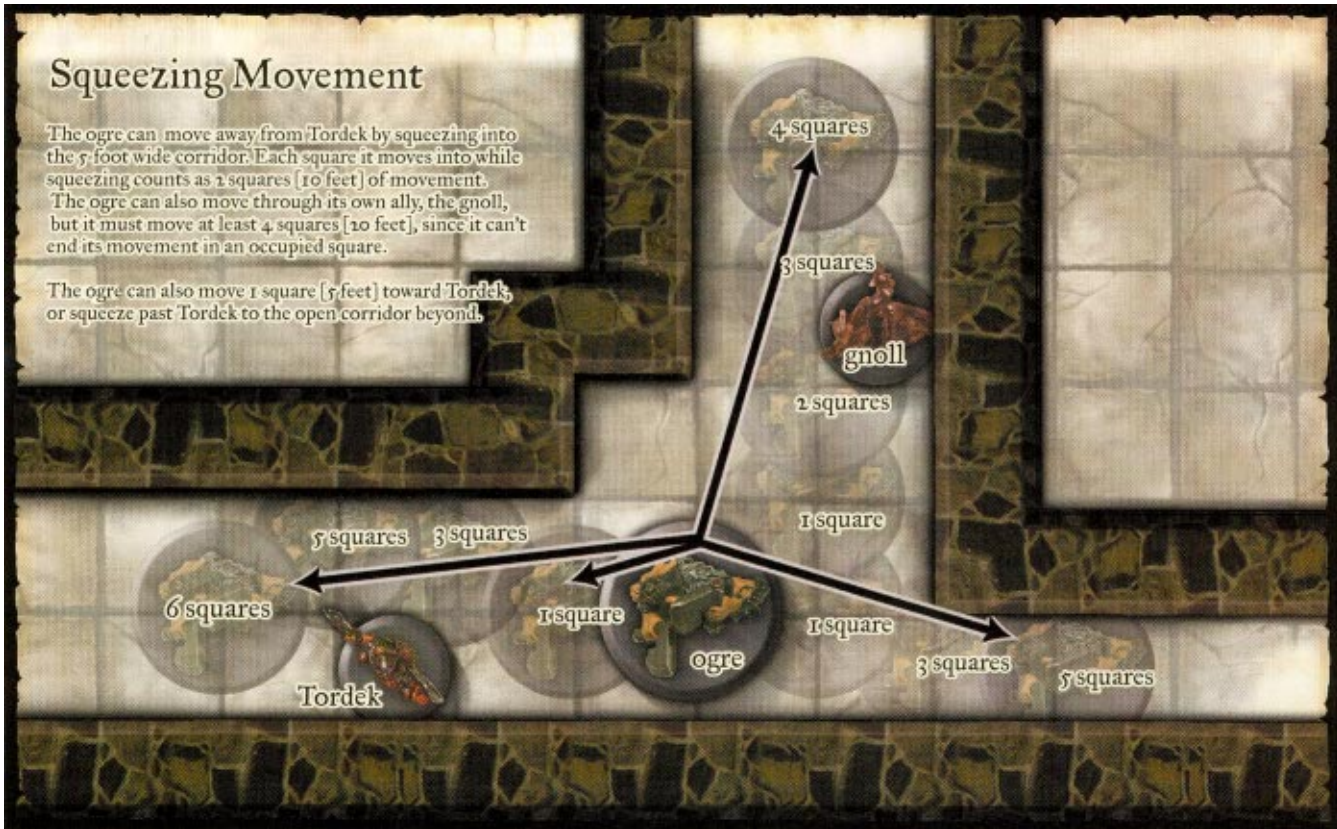 Squeezing Movement
The ogre can move away from Tordek by squeezing into
the 5 foot wide corridor. Each square it moves into while
squeezing counts as 2 squares [10 feet] of movement.
The ogre can also move through its own ally, the gnoll,
but it must move at least 4 squares [20 feet], since it can't
end its movement in an occupied square.
The ogre can also move 1 square [5 feet] toward Tordek,
or squeeze past Tordek to the open corridor beyond.
4 squares
3 squares
gnoll
2 squares
1 square
5 squares
3 squares
6 squares
1 square
1 square
ogre
3 squares
5 squares
Tordek